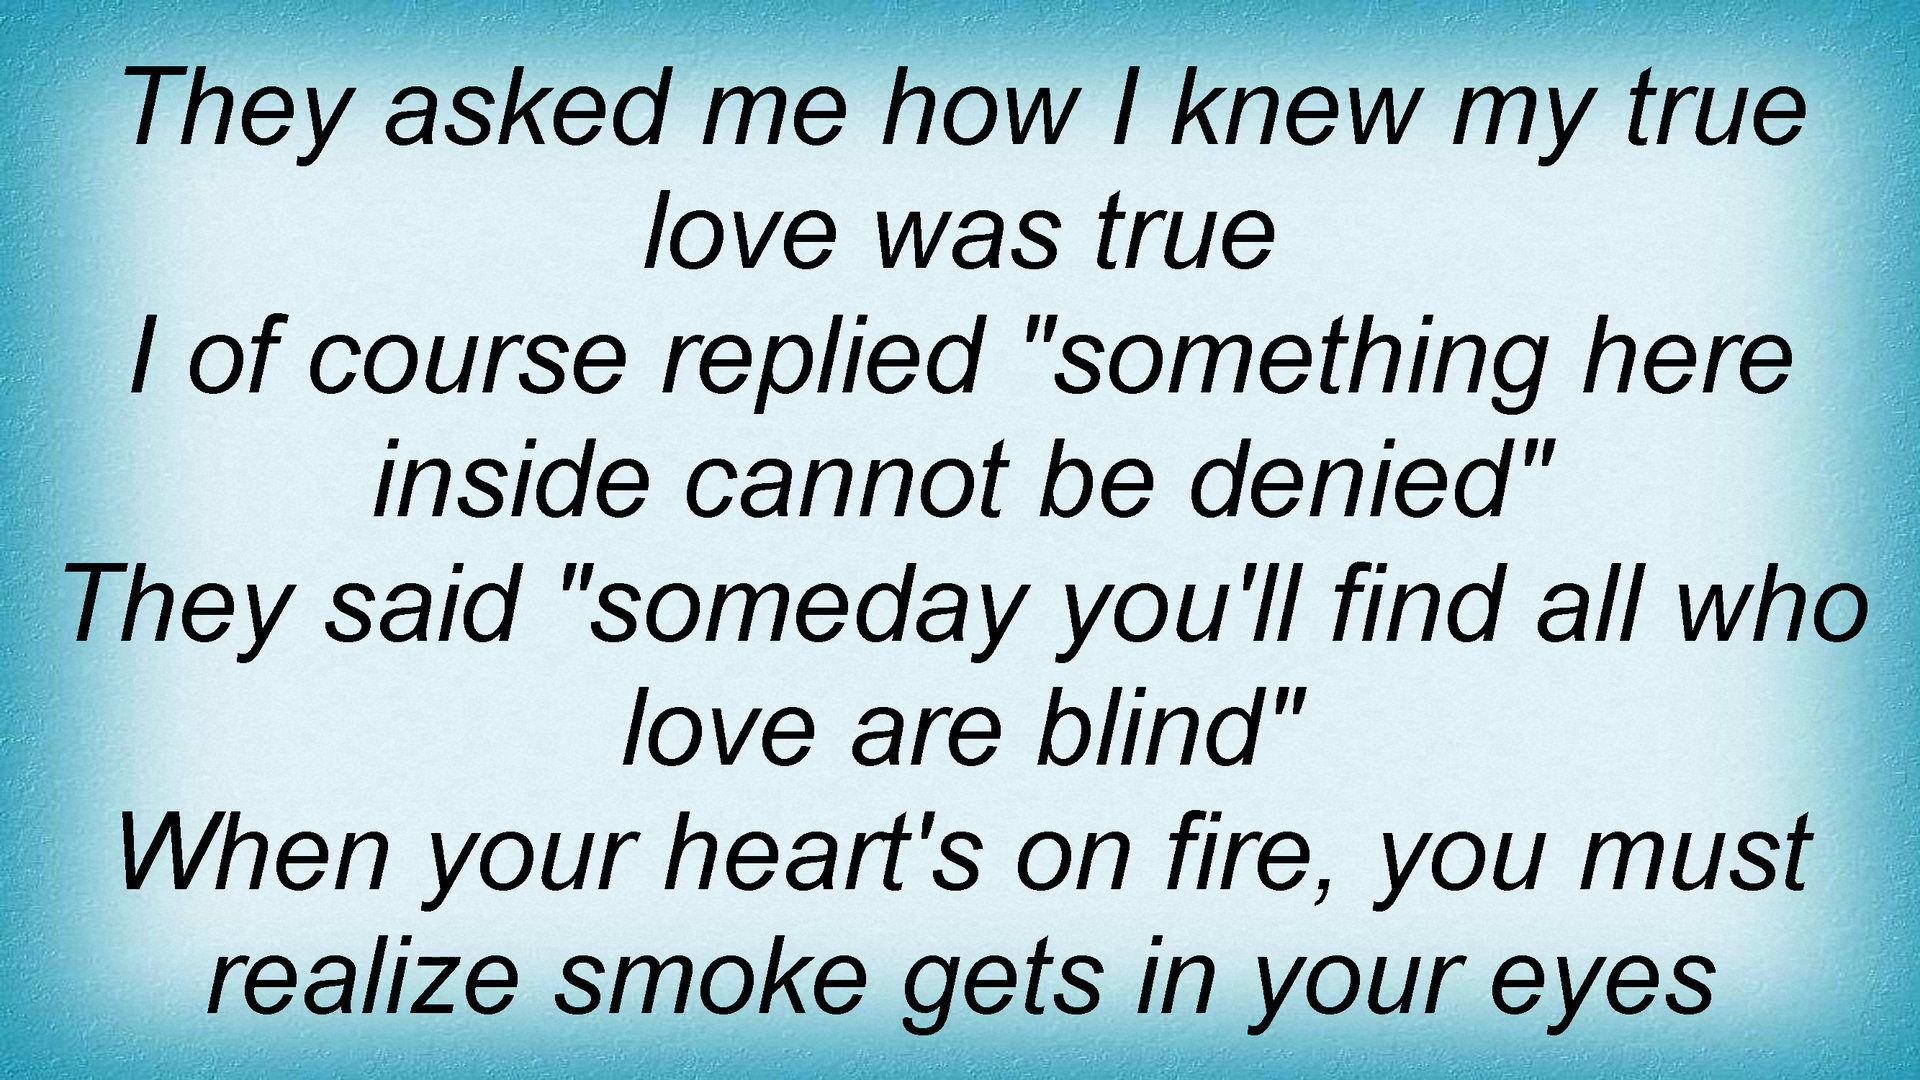 They asked me how I knew my true
love was true
I of course replied "something here
inside cannot be denied"
They said "someday you'll find all who
love are blind"
When your heart's on fire, you must
realize smoke gets in your eyes